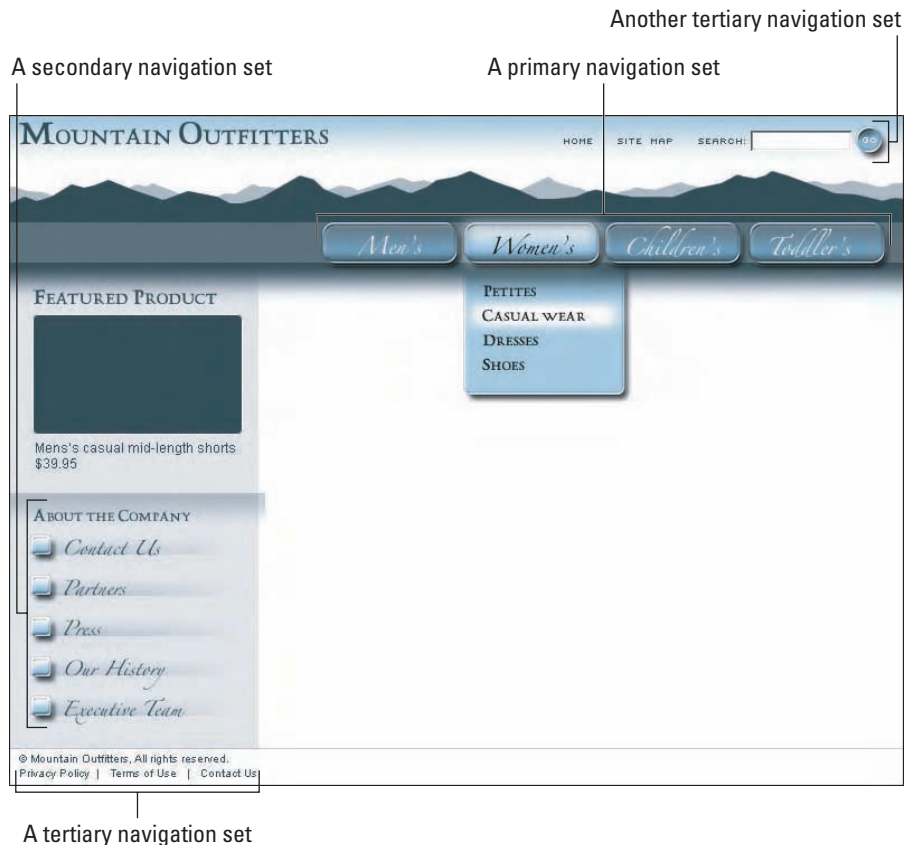 Another tertiary navigation set
A secondary navigation set
A primary navigation set
MOUNTAIN OUTFITTERS
HOME SITE MAP SEARCH: GO
Men's Women's Children's Toddler's
FEATURED PRODUCT
PETITES
CASUAL WEAR
DRESSES
SHOES
Mens's casual mid-length shorts
$39.95
ABOUT THE COMPANY
Contact Us
Partners
Press
Our History
Executive Team
© Mountain Outfitters, All rights reserved.
Privacy Policy | Terms of Use | Contact Us
A tertiary navigation set